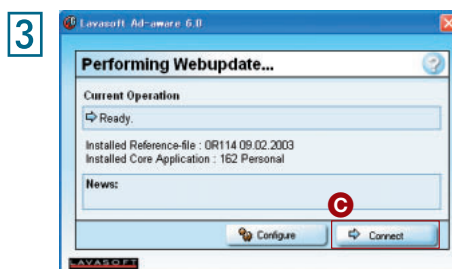 3
Lavasoft Ad-aware 6.0
Performing Webupdate...
Current Operation
Ready.
Installed Reference-file : 0R114 09.02.2003
Installed Core Application : 162 Personal
News:
C
Configure
Connect
LAVASOFT